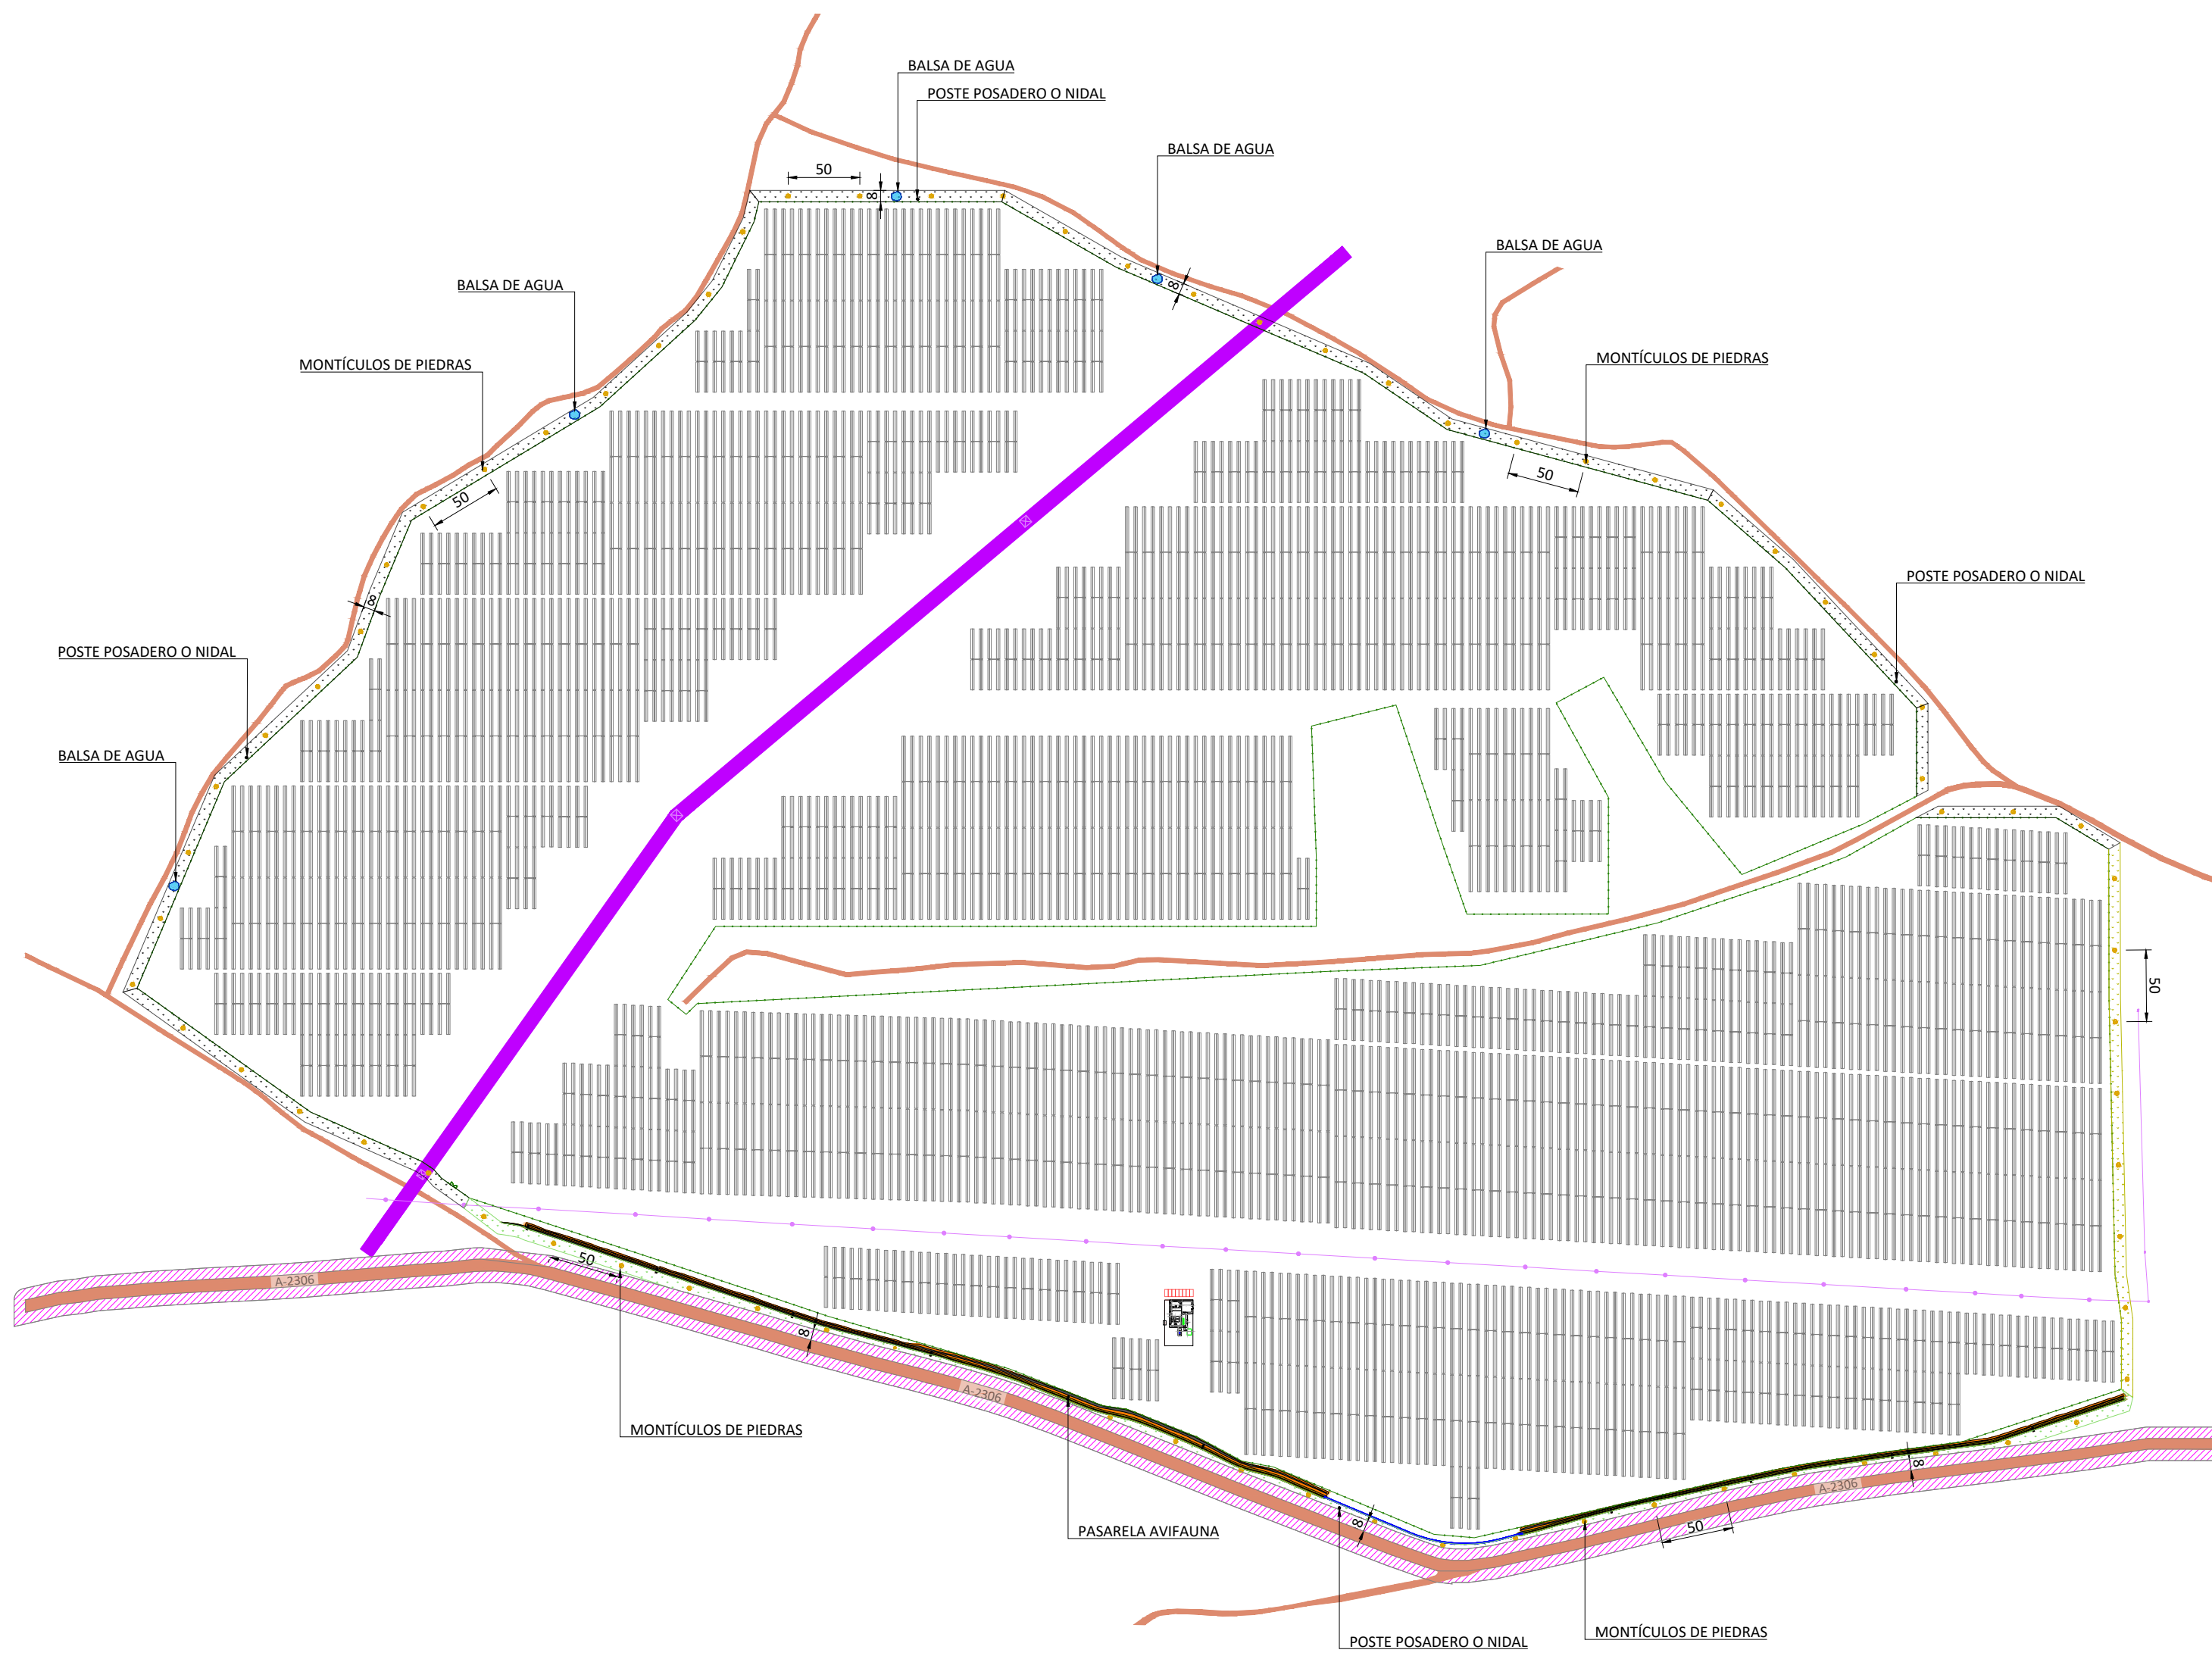 BALSA DE AGUA
POSTE POSADERO O NIDAL
BALSA DE AGUA
50
8
BALSA DE AGUA
BALSA DE AGUA
8
MONTÍCULOS DE PIEDRAS
MONTÍCULOS DE PIEDRAS
50
50
POSTE POSADERO O NIDAL
8
POSTE POSADERO O NIDAL
BALSA DE AGUA
50
50
A-2306
8
A-2306
MONTÍCULOS DE PIEDRAS
8
A-2306
PASARELA AVIFAUNA
8
50
POSTE POSADERO O NIDAL
MONTÍCULOS DE PIEDRAS